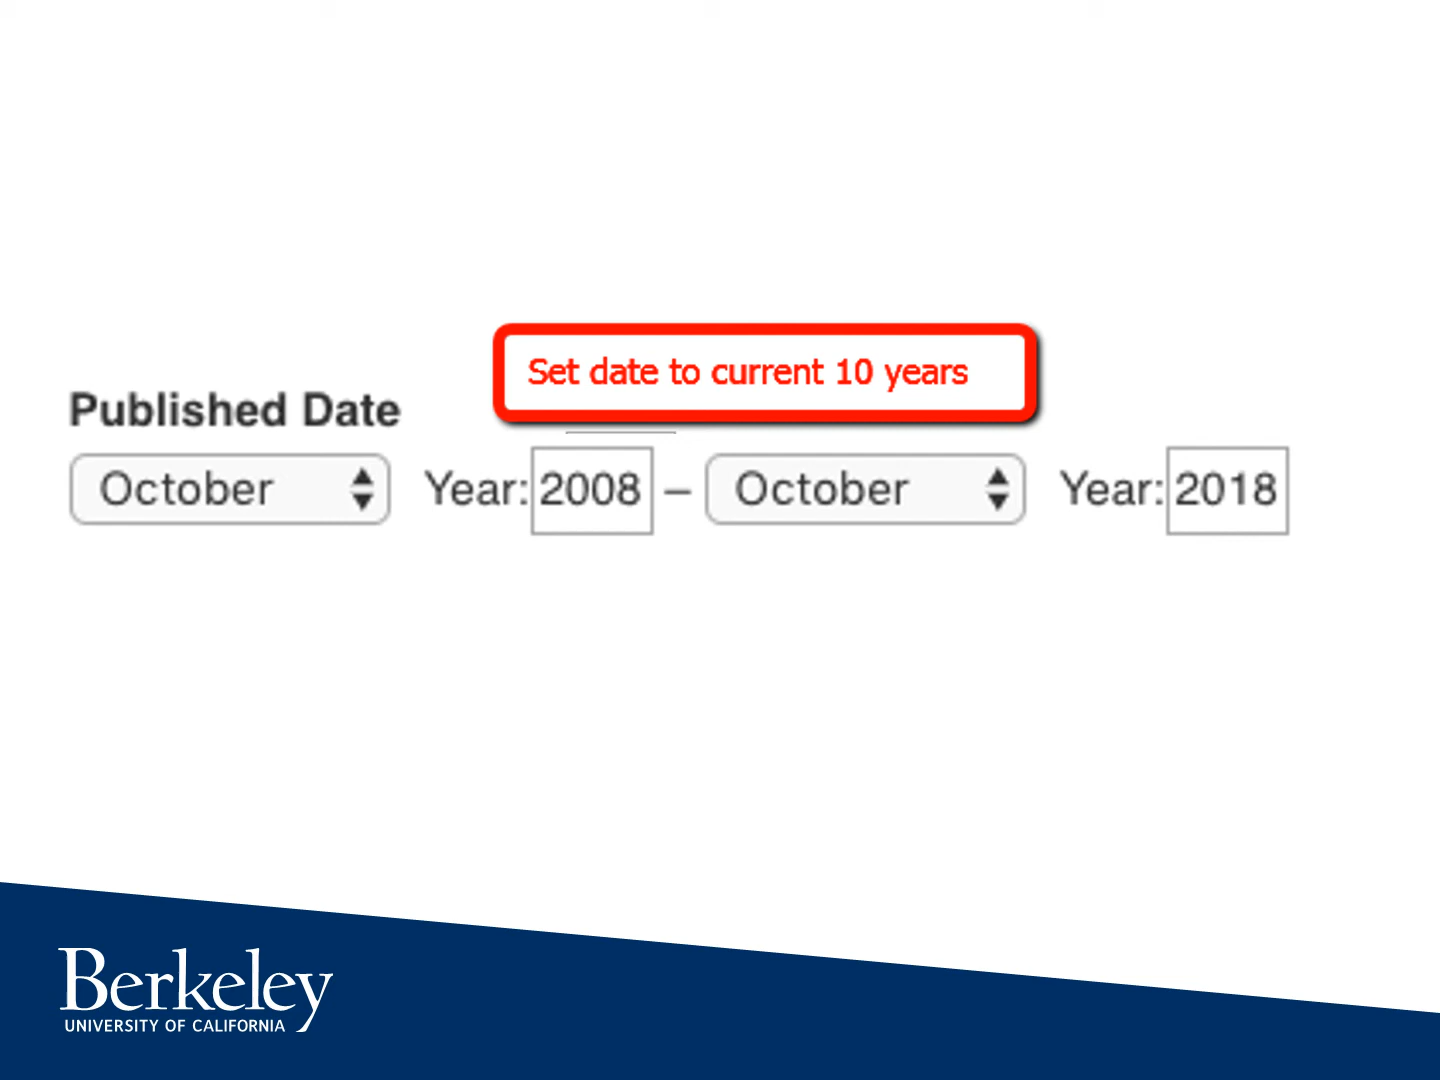 Set date to current 10 years
Published Date
October Year: 2008 – October Year: 2018
Berkeley
UNIVERSITY OF CALIFORNIA